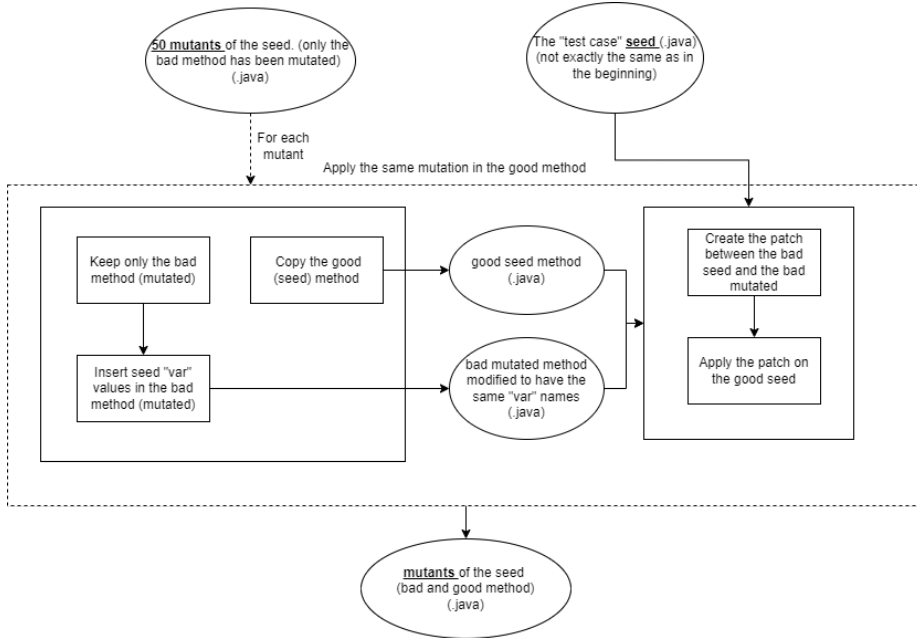 50 mutants of the seed. (only the
bad method has been mutated)
(.java)
The "test case" seed (.java)
(not exactly the same as in
the beginning)
For each
mutant
Apply the same mutation in the good method
Keep only the bad
method (mutated)
Copy the good
(seed) method
good seed method
(.java)
Create the patch
between the bad
seed and the bad
mutated
Insert seed "var"
values in the bad
method (mutated)
bad mutated method
modified to have the
same "var" names
(.java)
Apply the patch on
the good seed
mutants of the seed
(bad and good method)
(.java)